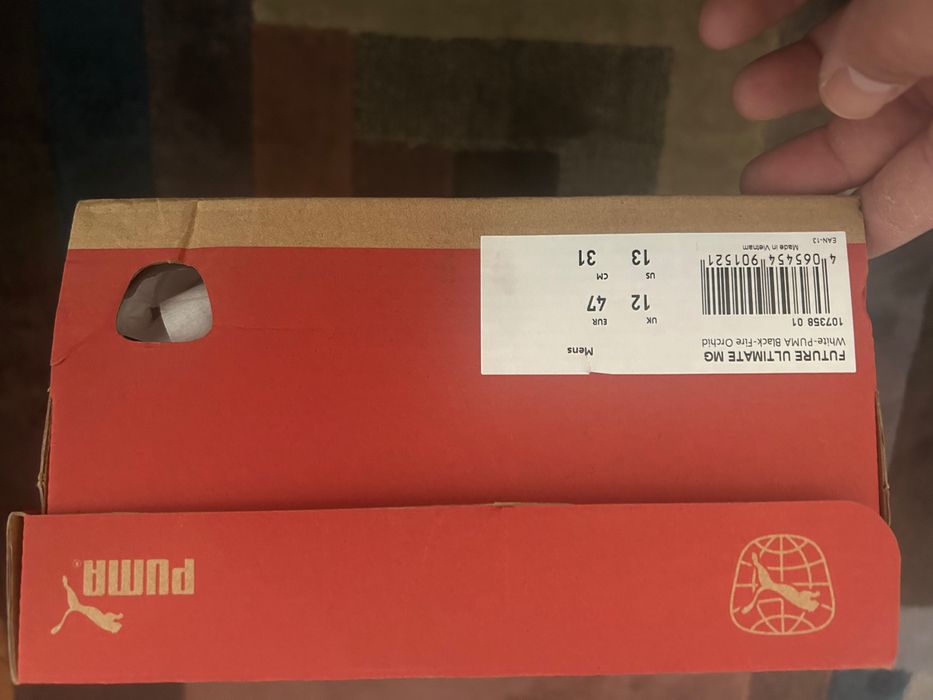 FUTURE ULTIMATE MG
White-PUMA Black-Fire Orchid
Mens
107358 01
UK EUR
12 47
US CM
13 31
4 065454 901521
Made in Vietnam
EAN-13
PUMA®